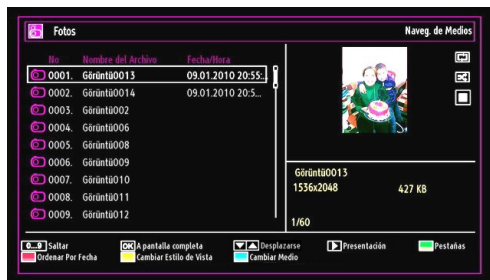 Fotos Naveg. de Medios
No Nombre del Archivo Fecha/Hora
0001. Görüntü0013 09.01.2010 20:55:..
0002. Görüntü0014 09.01.2010 20:5...
0003. Görüntü002
0004. Görüntü006
0005. Görüntü008
0006. Görüntü009
0007. Görüntü010
0008. Görüntü011
0009. Görüntü012
Görüntü0013
1536x2048 427 KB
1/60
0...9 Saltar OK A pantalla completa Desplazarse Presentación Pestañas
Ordenar Por Fecha Cambiar Estilo de Vista Cambiar Medio